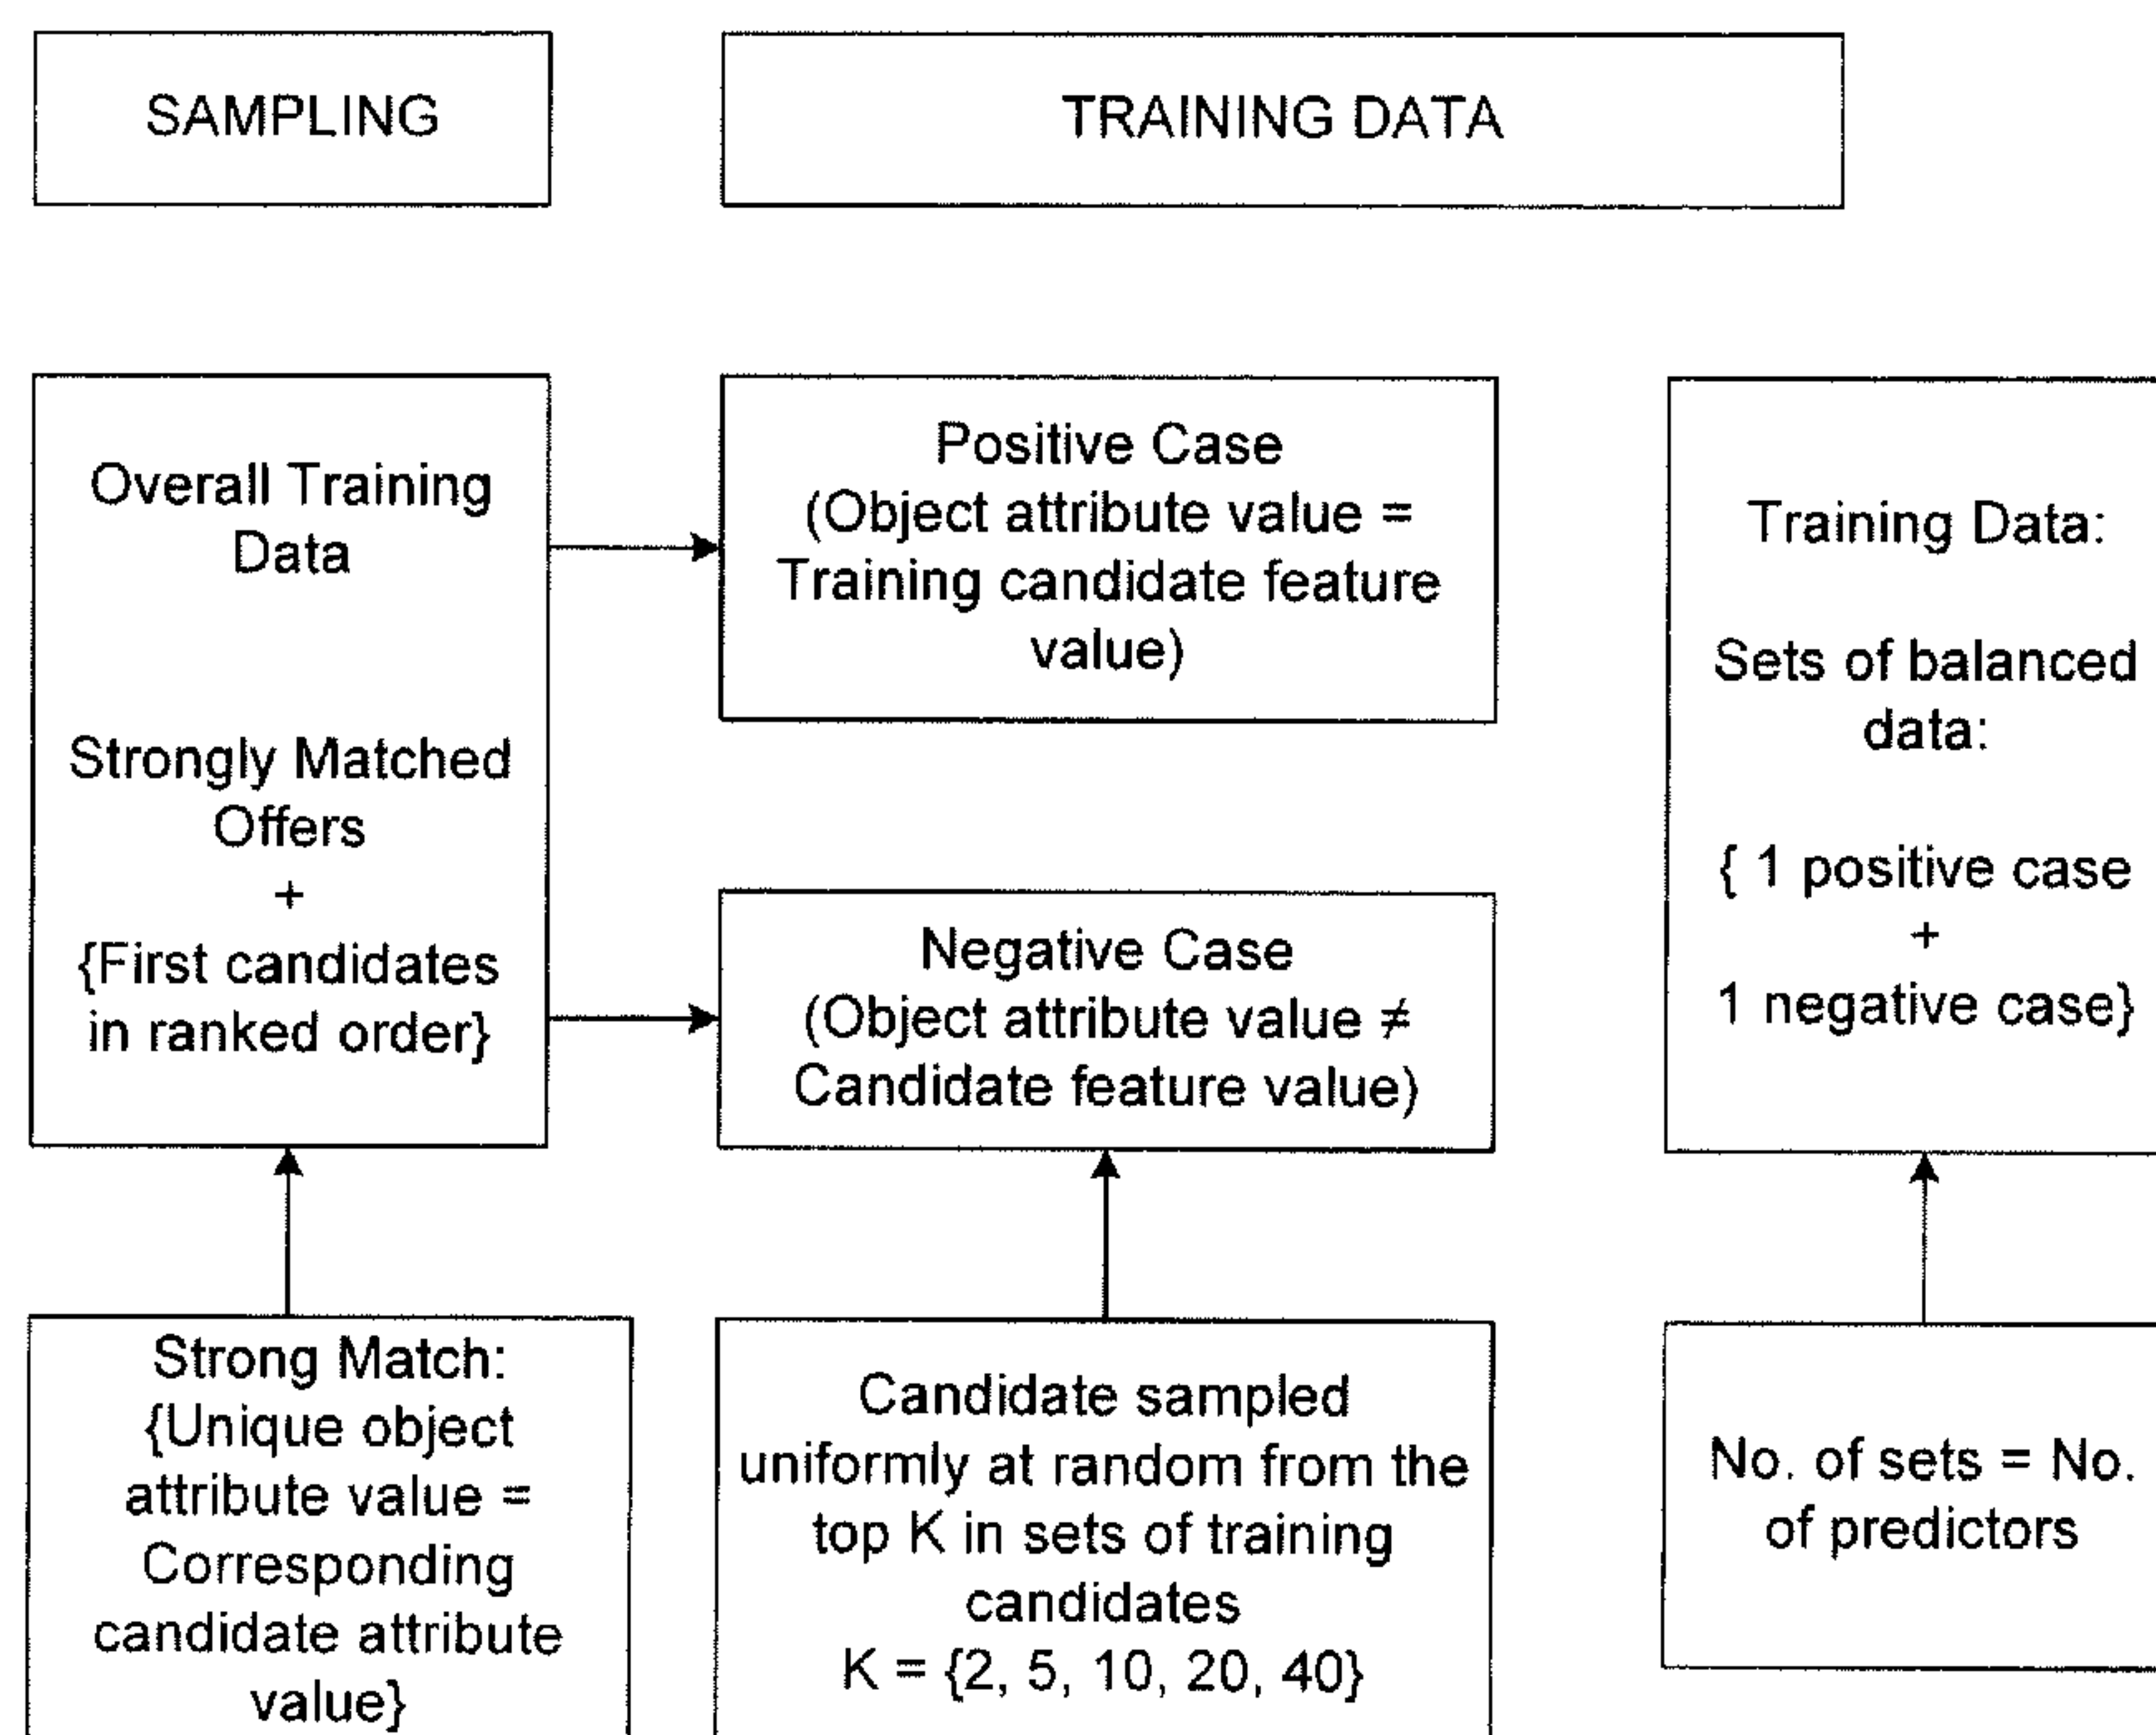 SAMPLING
TRAINING DATA
Overall Training
Data
Strongly Matched
Offers
+
{First candidates
in ranked order}
Positive Case
(Object attribute value =
Training candidate feature
value)
Negative Case
(Object attribute value ≠
Candidate feature value)
Training Data:
Sets of balanced
data:
{ 1 positive case
+
1 negative case}
Strong Match:
{Unique object
attribute value =
Corresponding
candidate attribute
value}
Candidate sampled
uniformly at random from the
top K in sets of training
candidates
K = {2, 5, 10, 20, 40}
No. of sets = No.
of predictors